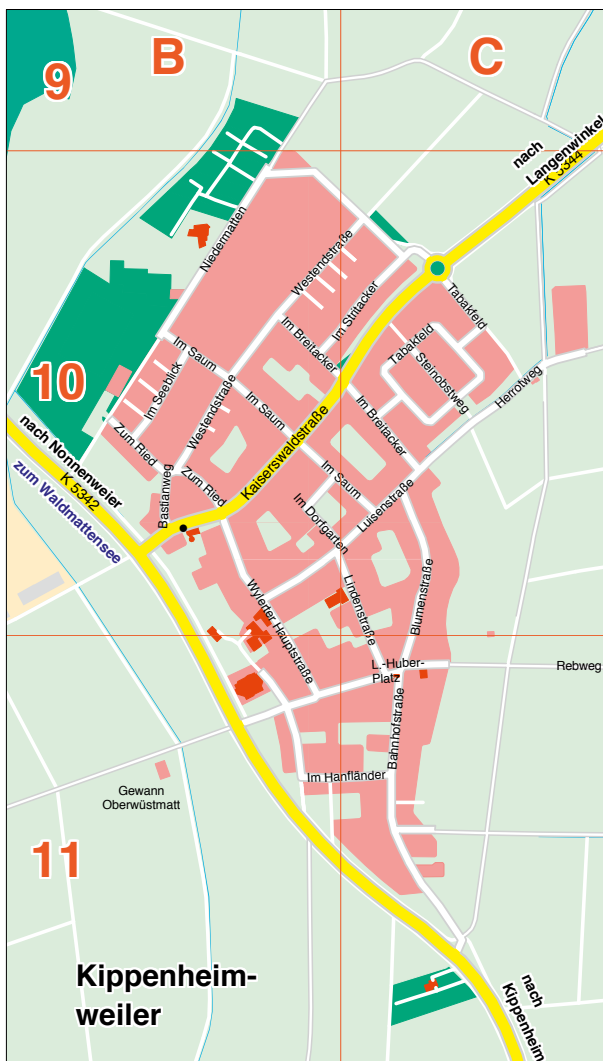 B
C
9
nach
Langenwinkel
K 5344
Niedermatten
Westendstraße
Im Stritacker
Tabakfeld
Im Breitacker
Tabakfeld
Steinobstweg
Im Saum
Herrotweg
10
Im Seeblick
Westendstraße
Im Saum
Kaiserswaldstraße
Im Breitacker
nach Nonnenweier
K 5342
zum Waldmattensee
Zum Ried
Bastianweg
Zum Ried
Im Saum
Im Dorfgarten
Luisenstraße
Wylerter Hauptstraße
Lindenstraße
Blumenstraße
L.-Huber-
Platz
Rebweg
Bahnhofstraße
Im Hanfländer
Gewann
Oberwüstmatt
11
Kippenheim-
weiler
nach
Kippenheim